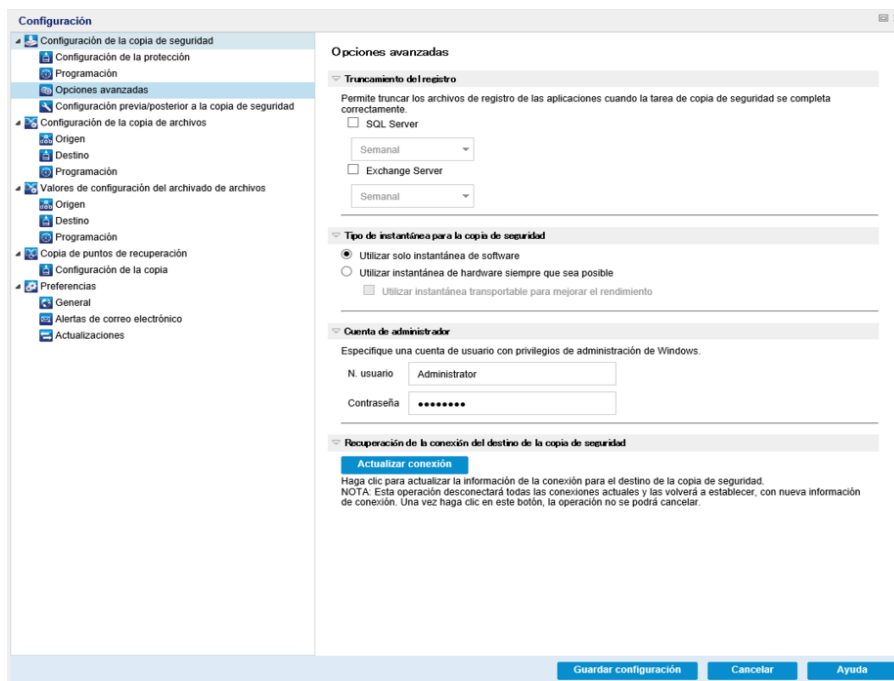 Configuración
Configuración de la copia de seguridad
Configuración de la protección
Programación
Opciones avanzadas
Configuración previa/posterior a la copia de seguridad
Configuración de la copia de archivos
Origen
Destino
Programación
Valores de configuración del archivado de archivos
Origen
Destino
Programación
Copia de puntos de recuperación
Configuración de la copia
Preferencias
General
Alertas de correo electrónico
Actualizaciones
Opciones avanzadas
Truncamiento del registro
Permite truncar los archivos de registro de las aplicaciones cuando la tarea de copia de seguridad se completa
correctamente.
SQL Server
Semanal
Exchange Server
Semanal
Tipo de instantánea para la copia de seguridad
Utilizar solo instantánea de software
Utilizar instantánea de hardware siempre que sea posible
Utilizar instantánea transportable para mejorar el rendimiento
Cuenta de administrador
Especifique una cuenta de usuario con privilegios de administración de Windows.
N. usuario Administrator
Contraseña ••••••••
Recuperación de la conexión del destino de la copia de seguridad
Actualizar conexión
Haga clic para actualizar la información de la conexión para el destino de la copia de seguridad.
NOTA: Esta operación desconectará todas las conexiones actuales y las volverá a establecer, con nueva información
de conexión. Una vez haga clic en este botón, la operación no se podrá cancelar.
Guardar configuración Cancelar Ayuda